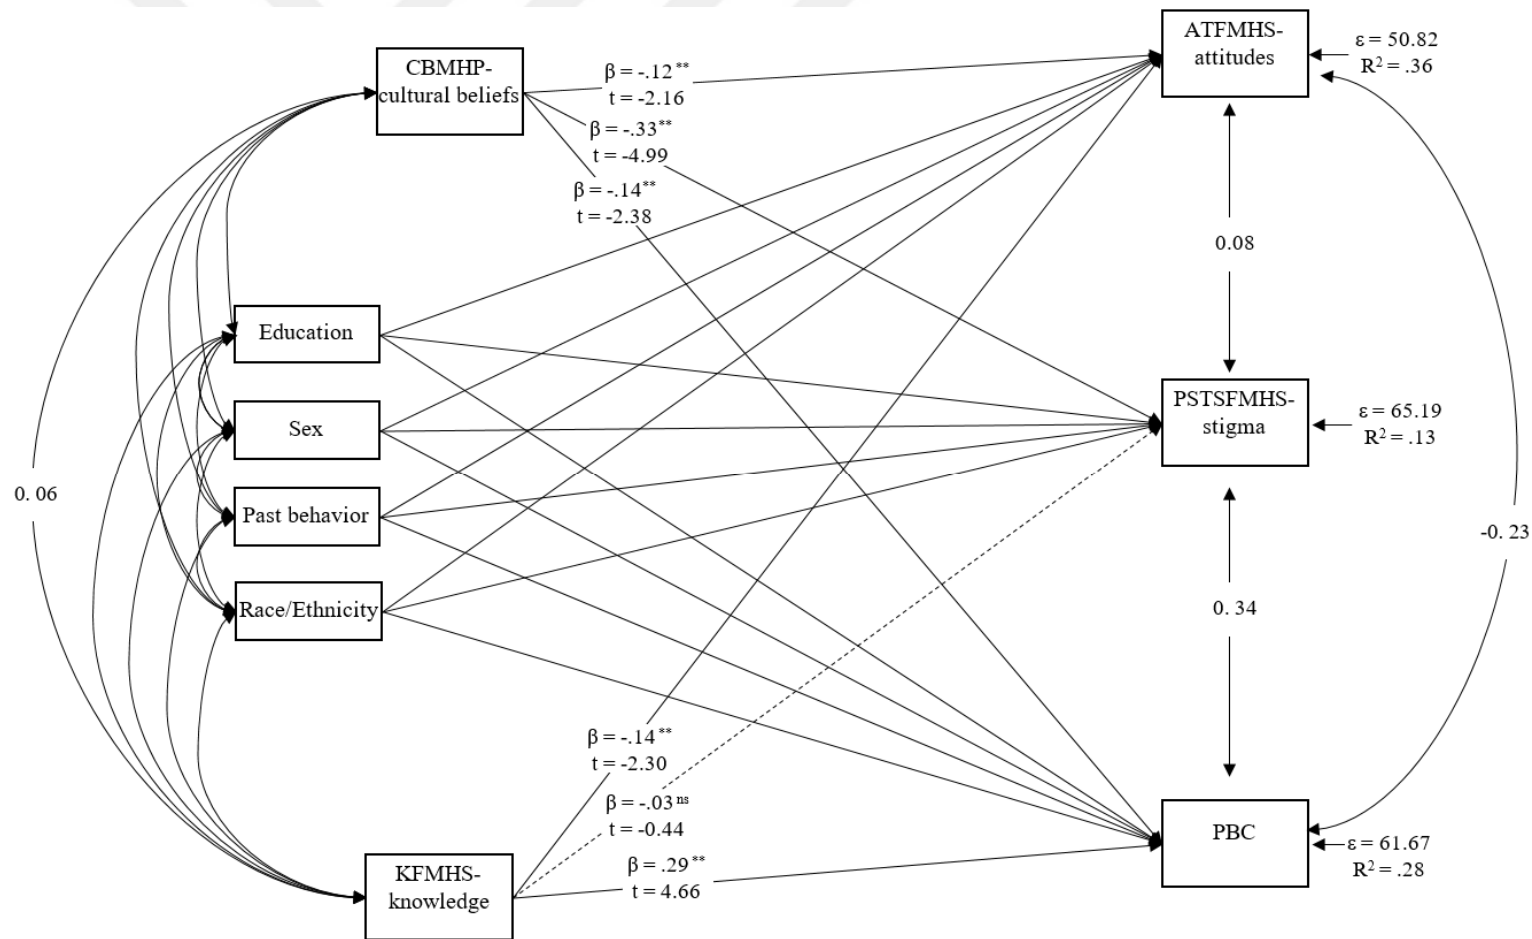 CBMHP-
cultural beliefs
β = -.12**
t = -2.16
β = -.33**
t = -4.99
β = -.14**
t = -2.38
ATFMHS-
attitudes
ε = 50.82
R² = .36
0.08
Education
Sex
Past behavior
Race/Ethnicity
0. 06
PSTSFMHS-
stigma
ε = 65.19
R² = .13
-0. 23
0. 34
β = -.14**
t = -2.30
β = -.03 ns
t = -0.44
β = .29**
t = 4.66
KFMHS-
knowledge
PBC
ε = 61.67
R² = .28